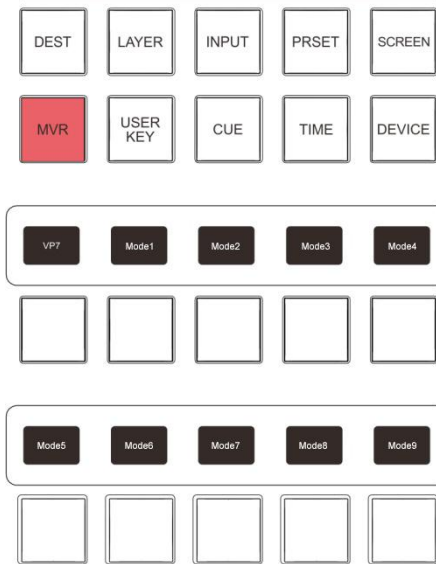 DEST
LAYER
INPUT
PRSET
SCREEN
MVR
USER
KEY
CUE
TIME
DEVICE
VP7
Mode1
Mode2
Mode3
Mode4
Mode5
Mode6
Mode7
Mode8
Mode9